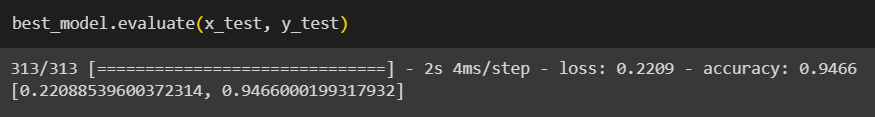 best_model.evaluate(x_test, y_test)
313/313 [==============================] - 2s 4ms/step - loss: 0.2209 - accuracy: 0.9466
[0.22088539600372314, 0.9466000199317932]